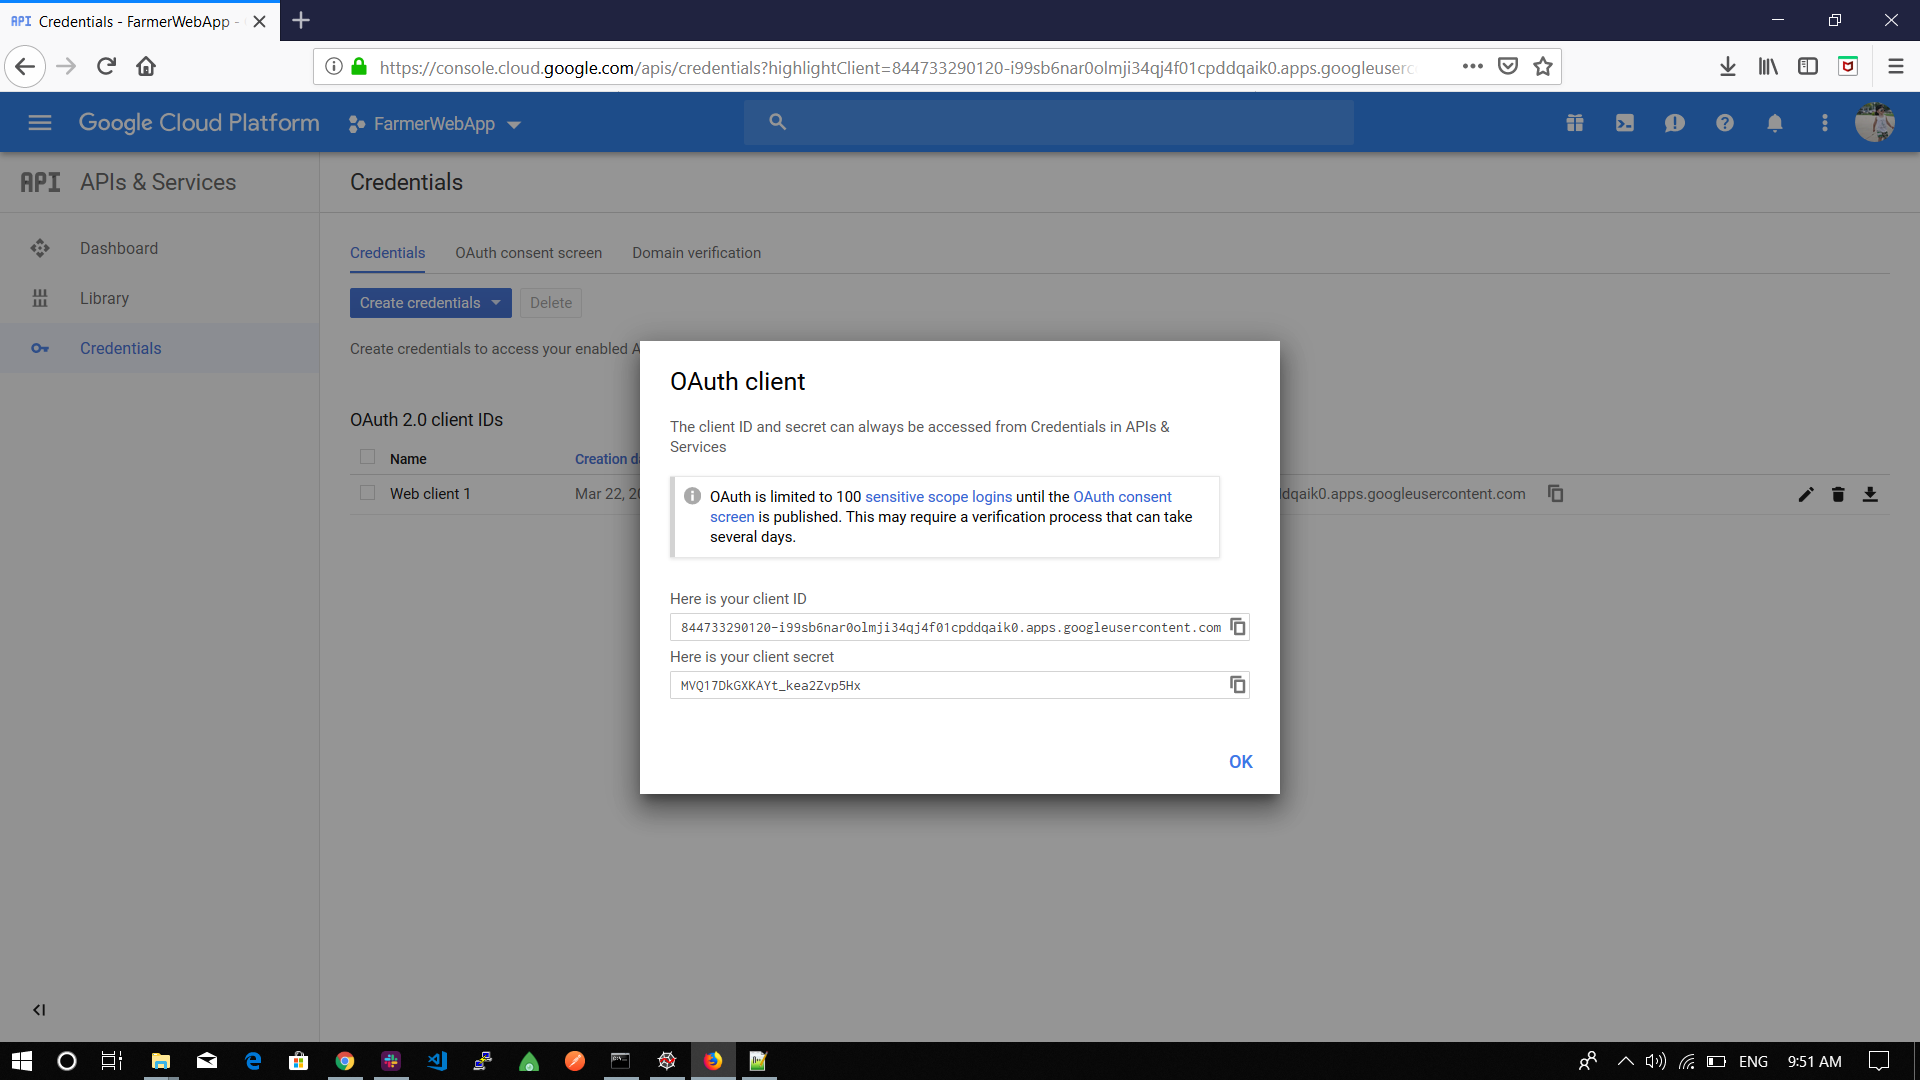 API Credentials - FarmerWebApp -
https://console.cloud.google.com/apis/credentials?highlightClient=844733290120-i99sb6nar0olmji34qj4f01cpddqaik0.apps.googleuserc
Google Cloud Platform
FarmerWebApp
API APIs & Services
Credentials
Dashboard
Library
Credentials
Credentials OAuth consent screen Domain verification
Create credentials Delete
Create credentials to access your enabled A
OAuth 2.0 client IDs
Name Creation d
Web client 1 Mar 22, 20 dqaik0.apps.googleusercontent.com
OAuth client
The client ID and secret can always be accessed from Credentials in APIs &
Services
OAuth is limited to 100 sensitive scope logins until the OAuth consent
screen is published. This may require a verification process that can take
several days.
Here is your client ID
844733290120-i99sb6nar0olmji34qj4f01cpddqaik0.apps.googleusercontent.com
Here is your client secret
MVQ17DkGXKAYt_kea2Zvp5Hx
OK
ENG 9:51 AM